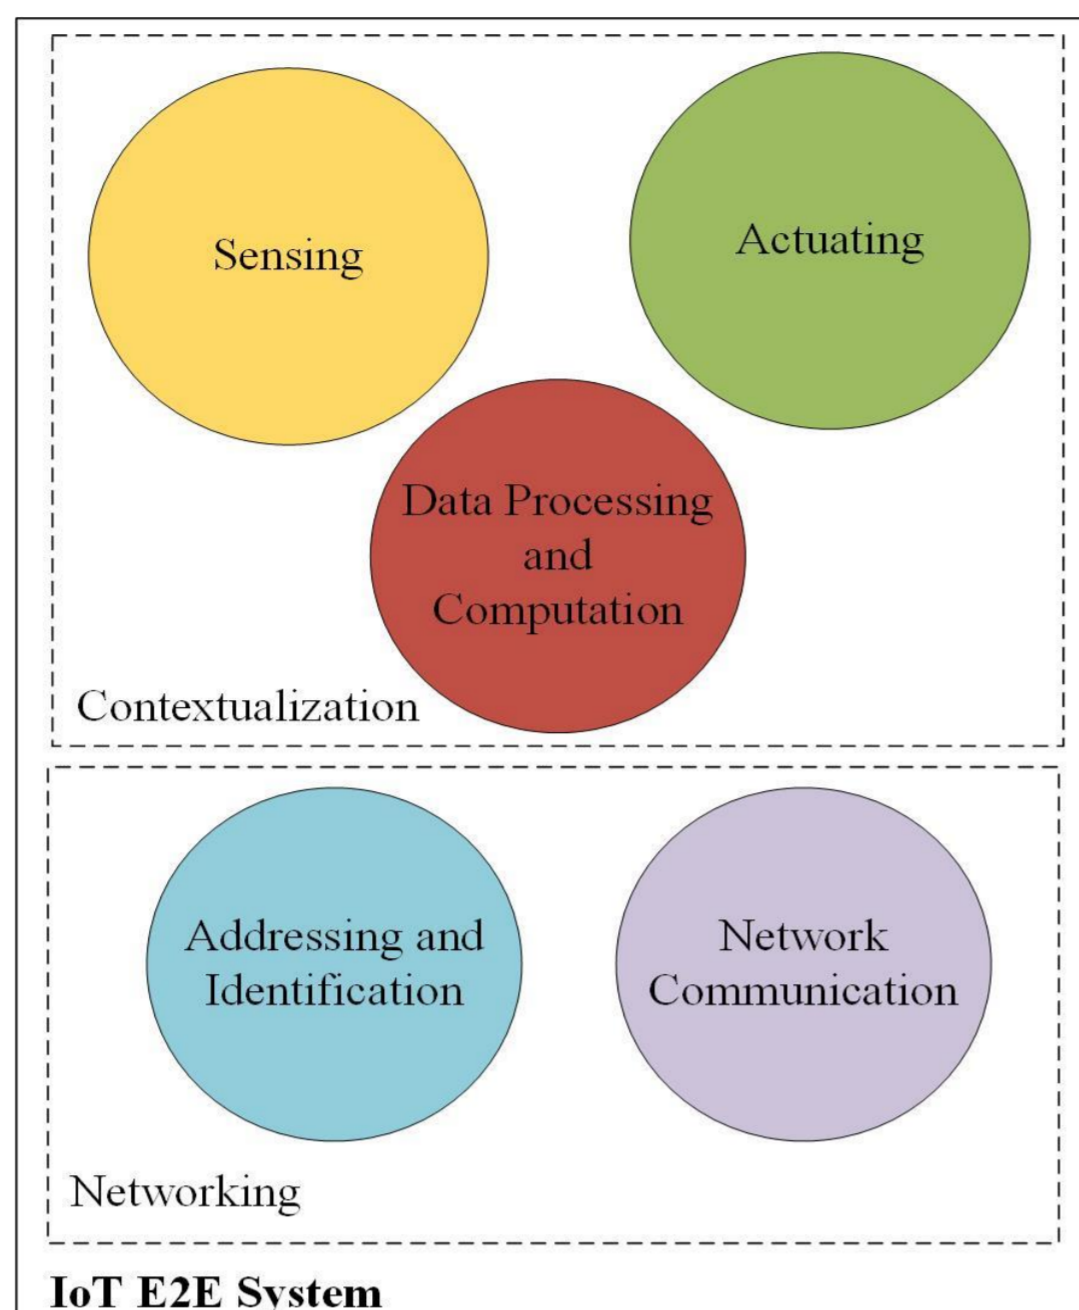 Sensing
Actuating
Data Processing
and
Computation
Contextualization
Addressing and
Identification
Network
Communication
Networking
IoT E2E System